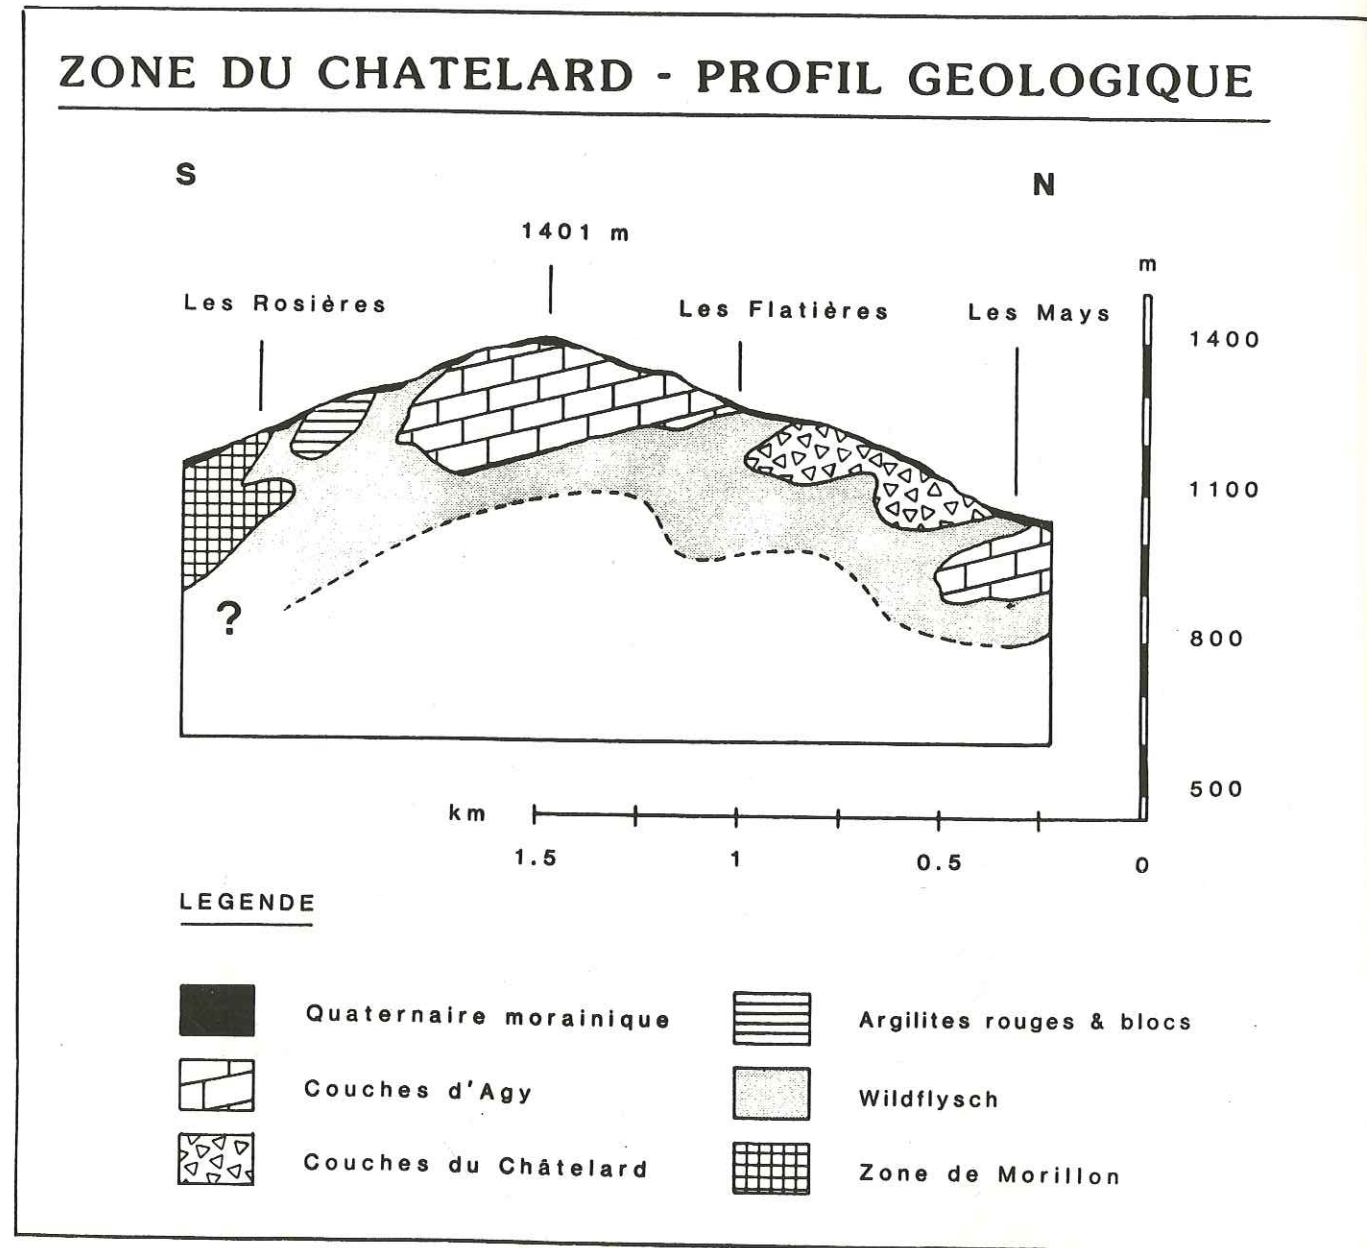 ZONE DU CHATELARD - PROFIL GEOLOGIQUE
S
N
1401 m
m
Les Rosières
Les Flatières
Les Mays
1400
1100
?
800
500
km
1.5
1
0.5
0
LEGENDE
Quaternaire morainique
Argilites rouges & blocs
Couches d'Agy
Wildflysch
Couches du Châtelard
Zone de Morillon